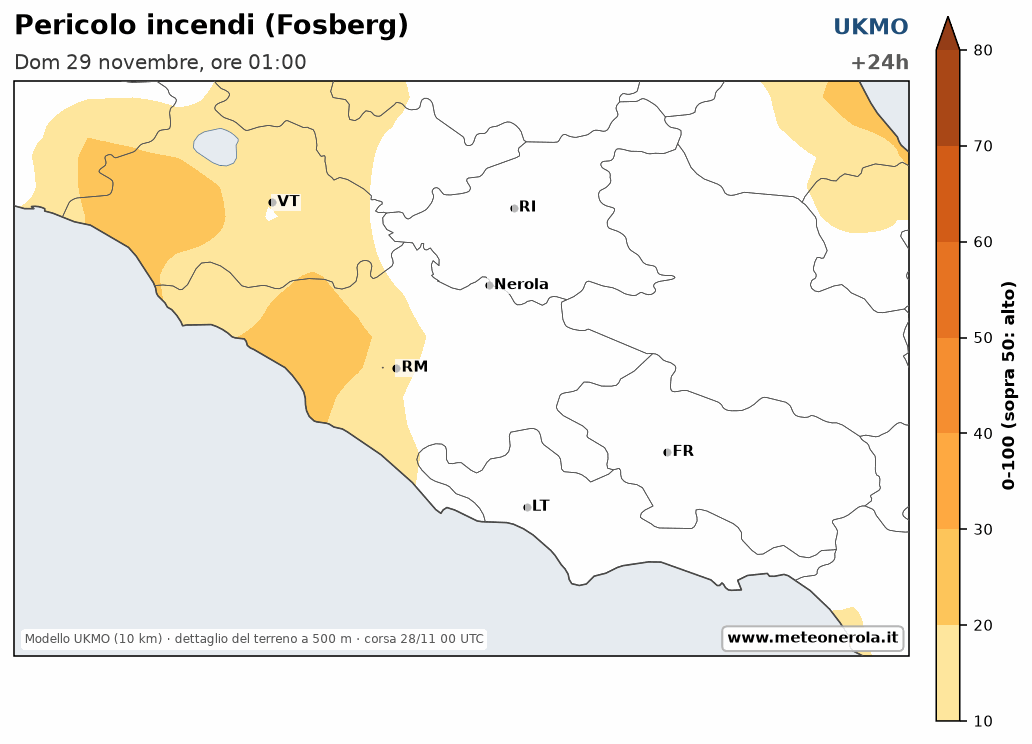 Pericolo incendi (Fosberg)
UKMO
Dom 29 novembre, ore 01:00
+24h
80
70
60
50
40
30
20
10
0-100 (sopra 50: alto)
VT
RI
Nerola
RM
FR
LT
Modello UKMO (10 km) · dettaglio del terreno a 500 m · corsa 28/11 00 UTC
www.meteonerola.it